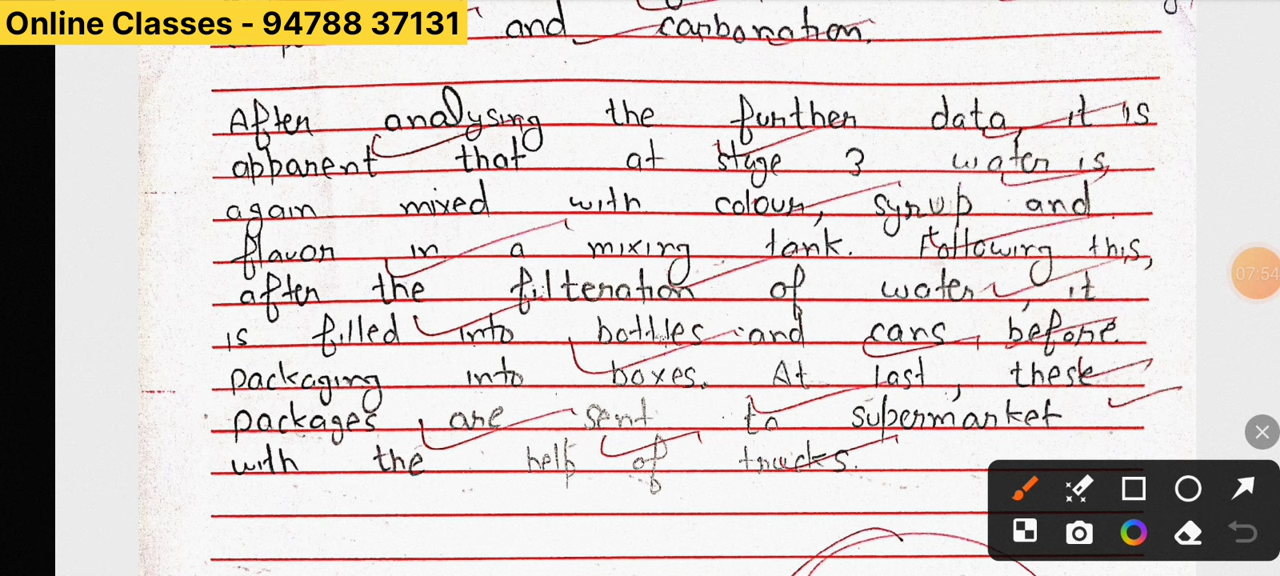 Online Classes - 94788 37131
and carbonation.
After analysing the further data, it is
apparent that at stage 3 water is,
again mixed with colour, syrup and
flavor in a mixing tank. Following this,
after the filteration of water, it
is filled into bottles and cans, before
packaging into boxes. At last, these
packages are sent to supermarket
with the help of trucks.
07:54